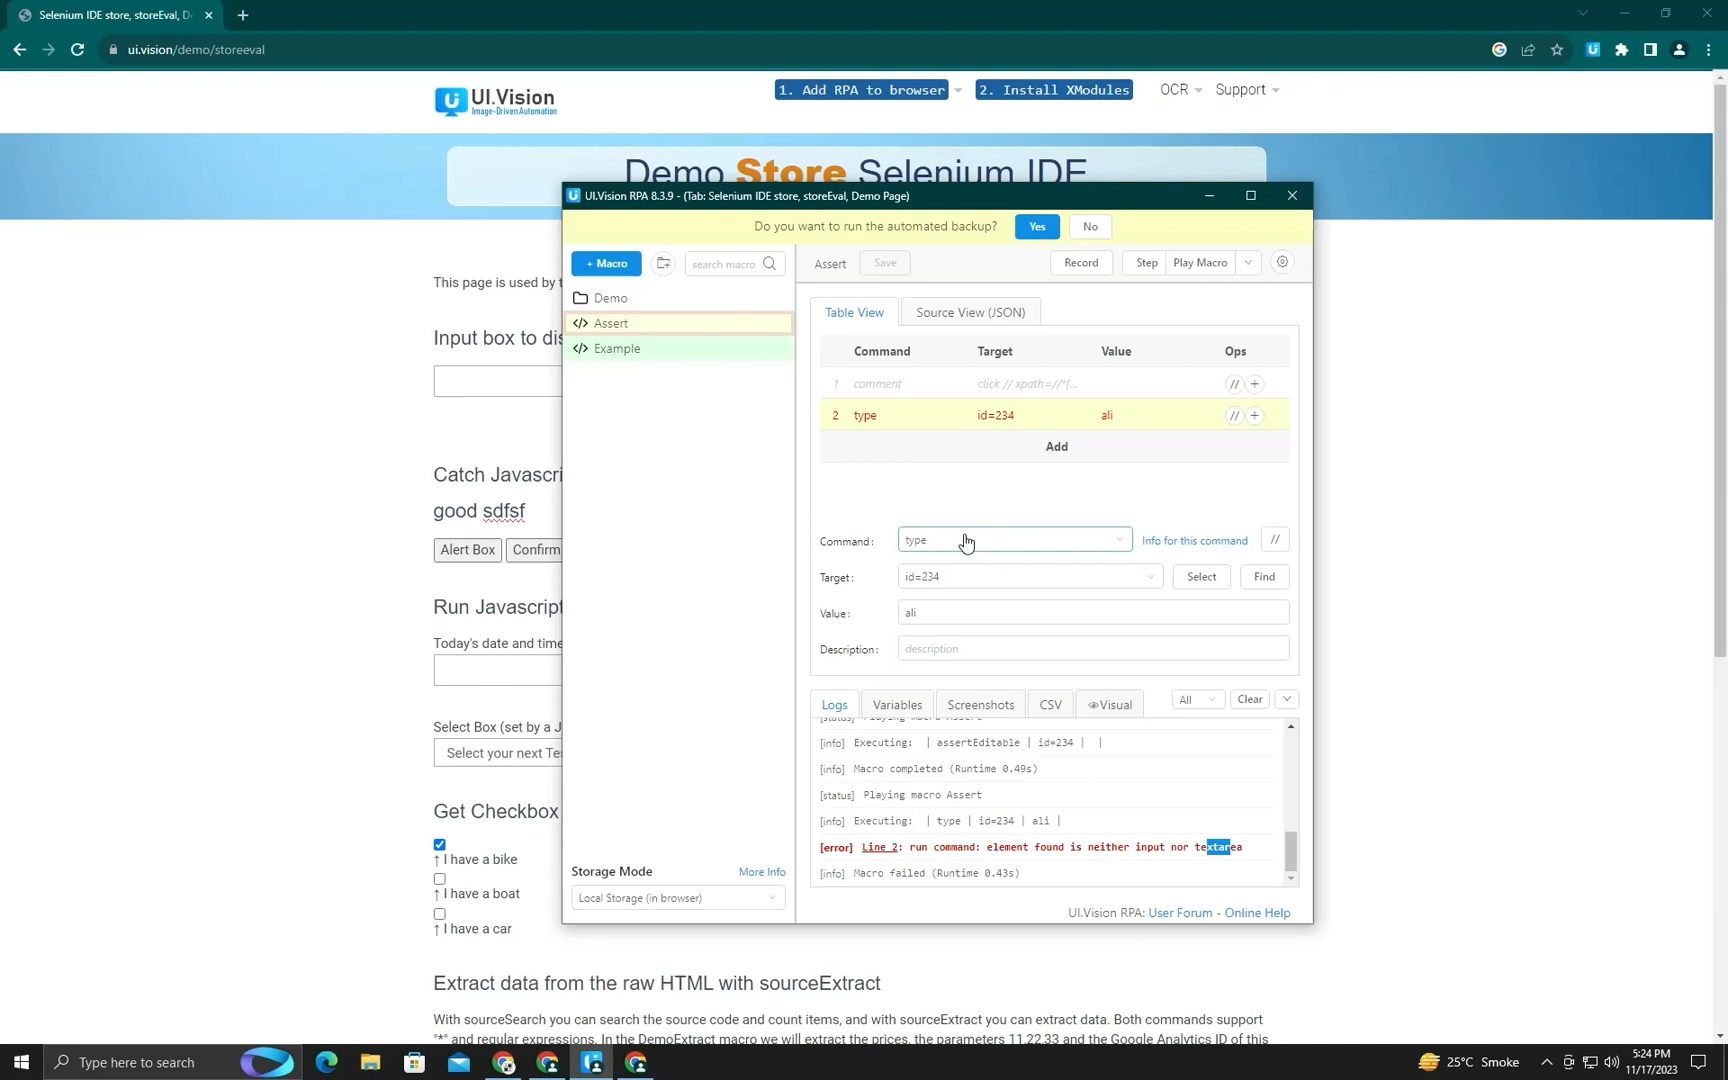 Selenium IDE store, storeEval, De
ui.vision/demo/storeeval
UI.Vision
Image-Driven Automation
1. Add RPA to browser
2. Install XModules
OCR
Support
Demo Store Selenium IDE
This page is used by t
Input box to dis
Catch Javascri
good sdfsf
Alert Box
Confirm
Run Javascript
Today's date and time
Select Box (set by a J
Select your next Te
Get Checkbox
↑ I have a bike
↑ I have a boat
↑ I have a car
Extract data from the raw HTML with sourceExtract
With sourceSearch you can search the source code and count items, and with sourceExtract you can extract data. Both commands support
"*" and regular expressions. In the DemoExtract macro we will extract the prices, the parameters 11,22,33 and the Google Analytics ID of this
UI.Vision RPA 8.3.9 - (Tab: Selenium IDE store, storeEval, Demo Page)
Do you want to run the automated backup?
Yes
No
+ Macro
search macro
Demo
</> Assert
</> Example
Storage Mode
More Info
Local Storage (in browser)
Assert
Save
Record
Step
Play Macro
Table View
Source View (JSON)
Command Target Value Ops
1 comment click // xpath=//*[... // +
2 type id=234 ali // +
Add
Command: type
Info for this command
//
Target: id=234
Select
Find
Value: ali
Description: description
Logs
Variables
Screenshots
CSV
Visual
All
Clear
[status] Playing macro Assert
[info] Executing: | assertEditable | id=234 | |
[info] Macro completed (Runtime 0.49s)
[status] Playing macro Assert
[info] Executing: | type | id=234 | ali |
[error] Line 2: run command: element found is neither input nor textarea
[info] Macro failed (Runtime 0.43s)
UI.Vision RPA: User Forum - Online Help
Type here to search
25°C Smoke
5:24 PM
11/17/2023